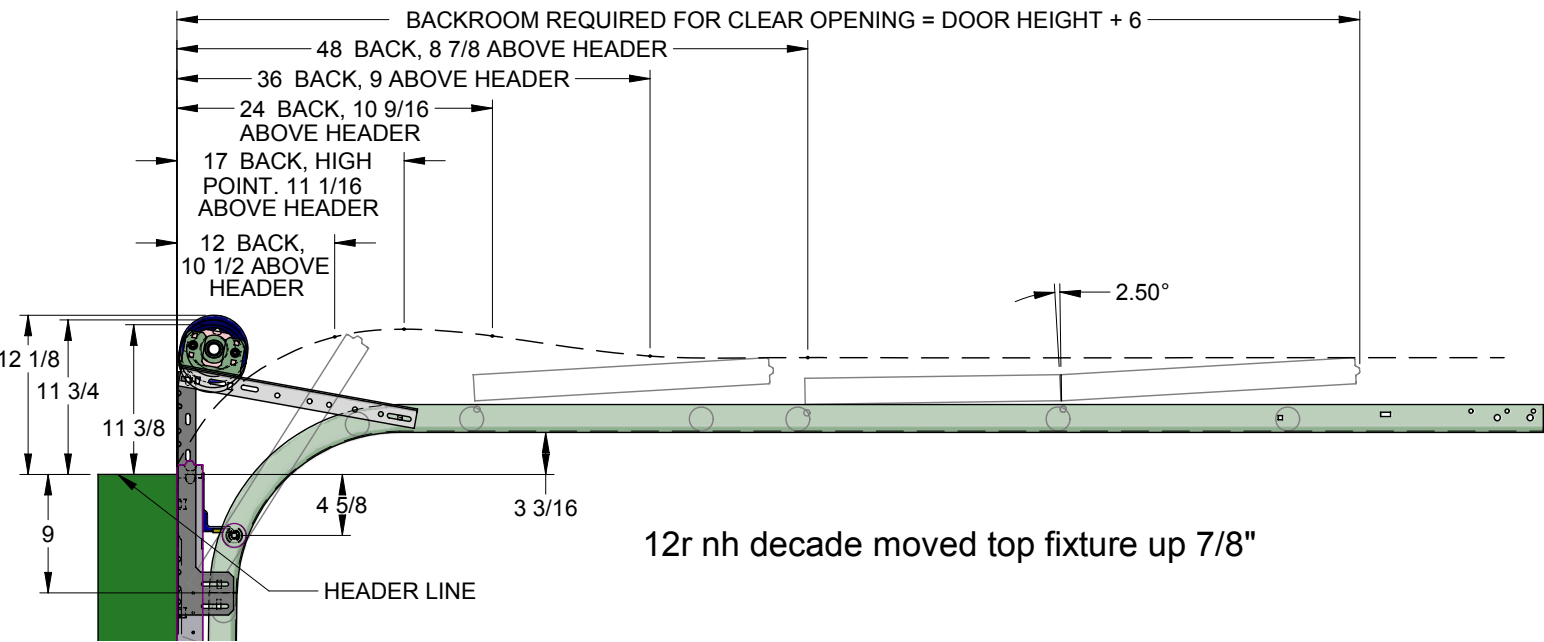 BACKROOM REQUIRED FOR CLEAR OPENING = DOOR HEIGHT + 6
48 BACK, 8 7/8 ABOVE HEADER
36 BACK, 9 ABOVE HEADER
24 BACK, 10 9/16
ABOVE HEADER
17 BACK, HIGH
POINT. 11 1/16
ABOVE HEADER
12 BACK,
10 1/2 ABOVE
HEADER
2.50°
12 1/8
11 3/4
11 3/8
4 5/8
3 3/16
9
12r nh decade moved top fixture up 7/8"
HEADER LINE